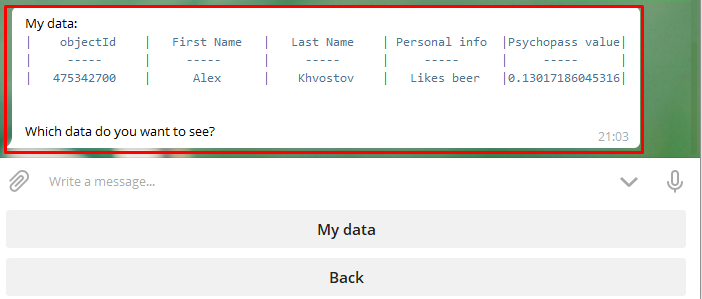 My data:
|    objectId    |   First Name   |   Last Name    | Personal info  |Psychopass value|
|     -----      |     -----      |     -----      |     -----      |     -----      |
|   475342700    |      Alex      |    Khvostov    |   Likes beer   |0.13017186045316|
Which data do you want to see?
21:03
Write a message...
My data
Back